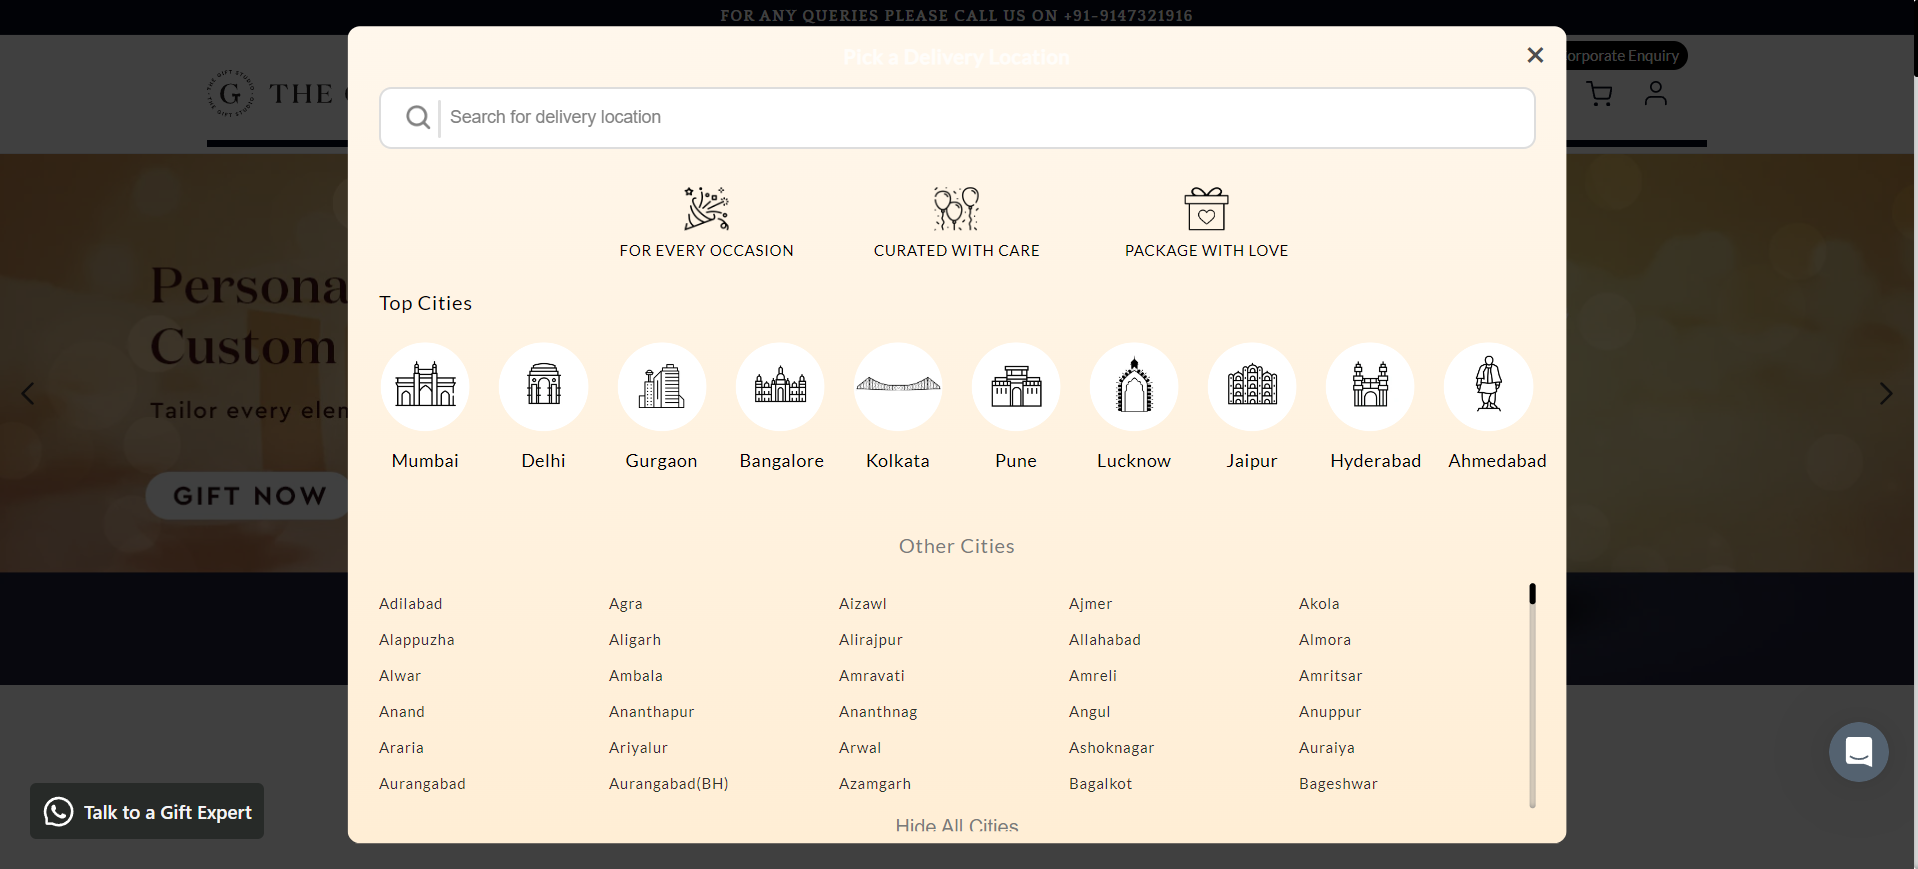 FOR ANY QUERIES PLEASE CALL US ON +91-9147321916
Pick a Delivery Location
Corporate Enquiry
THE GIFT STUDIO
G THE
Search for delivery location
FOR EVERY OCCASION CURATED WITH CARE PACKAGE WITH LOVE
Persona
Custom
Tailor every elem
GIFT NOW
Top Cities
Mumbai Delhi Gurgaon Bangalore Kolkata Pune Lucknow Jaipur Hyderabad Ahmedabad
Other Cities
Adilabad Agra Aizawl Ajmer Akola
Alappuzha Aligarh Alirajpur Allahabad Almora
Alwar Ambala Amravati Amreli Amritsar
Anand Ananthapur Ananthnag Angul Anuppur
Araria Ariyalur Arwal Ashoknagar Auraiya
Aurangabad Aurangabad(BH) Azamgarh Bagalkot Bageshwar
Hide All Cities
Talk to a Gift Expert